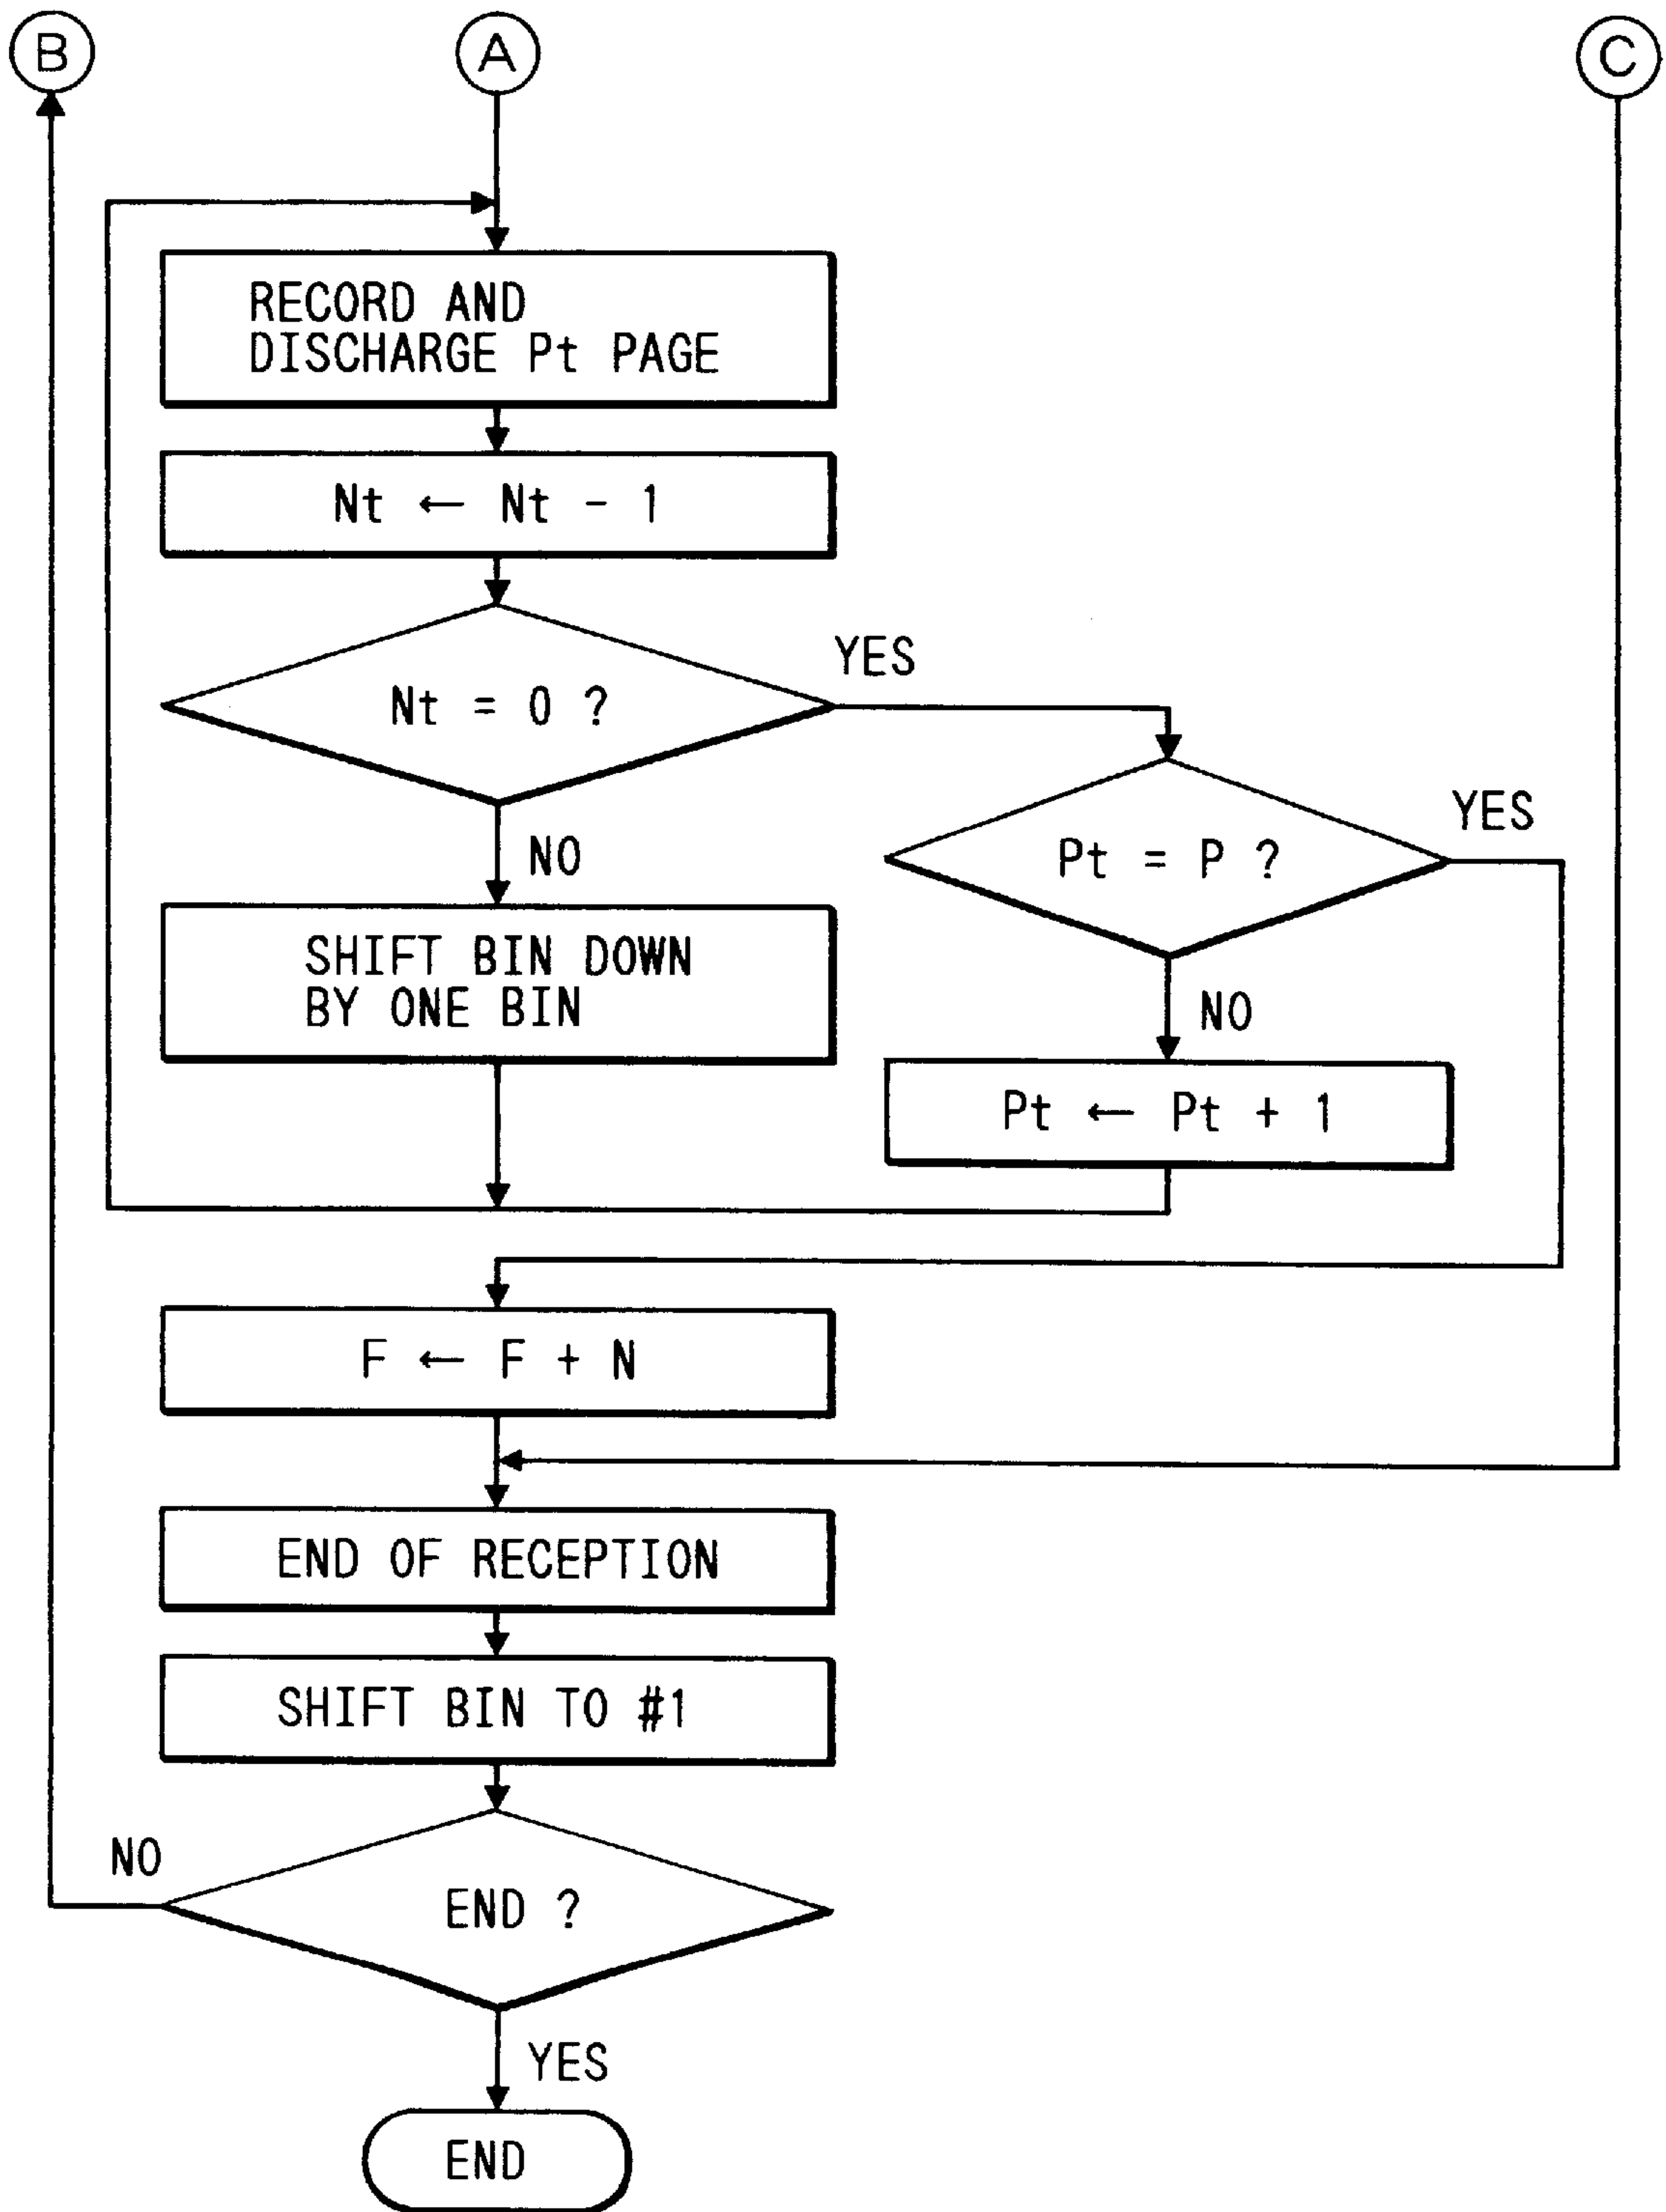 B
A
C
RECORD AND
DISCHARGE Pt PAGE
Nt ← Nt - 1
Nt = 0 ?
YES
NO
Pt = P ?
YES
NO
SHIFT BIN DOWN
BY ONE BIN
Pt ← Pt + 1
F ← F + N
END OF RECEPTION
SHIFT BIN TO #1
END ?
NO
YES
END